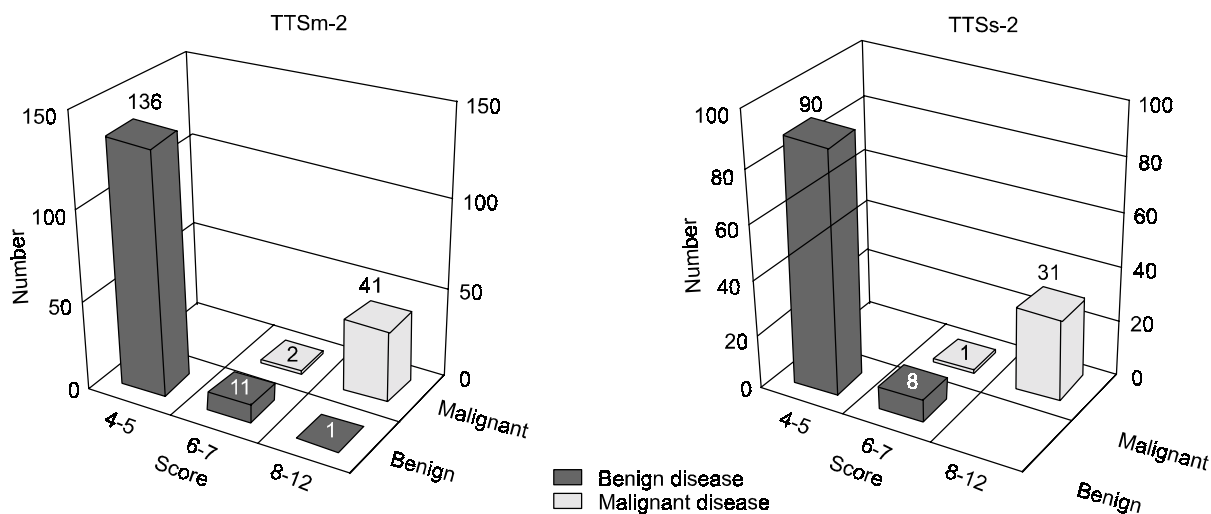 TTSm-2
150
100
50
0
Number
136
11
1
2
41
150
100
50
0
4-5
6-7
8-12
Score
Benign
Malignant
TTSs-2
100
80
60
40
20
0
Number
90
8
1
31
100
80
60
40
20
0
4-5
6-7
8-12
Score
Benign
Malignant
Benign disease
Malignant disease